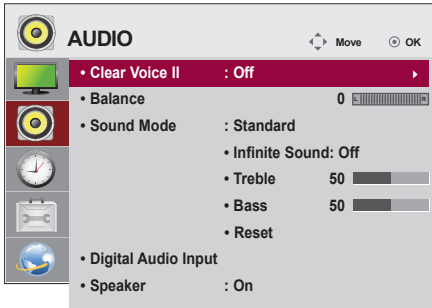 AUDIO Move OK
• Clear Voice II : Off
• Balance 0 L R
• Sound Mode : Standard
• Infinite Sound: Off
• Treble 50
• Bass 50
• Reset
• Digital Audio Input
• Speaker : On